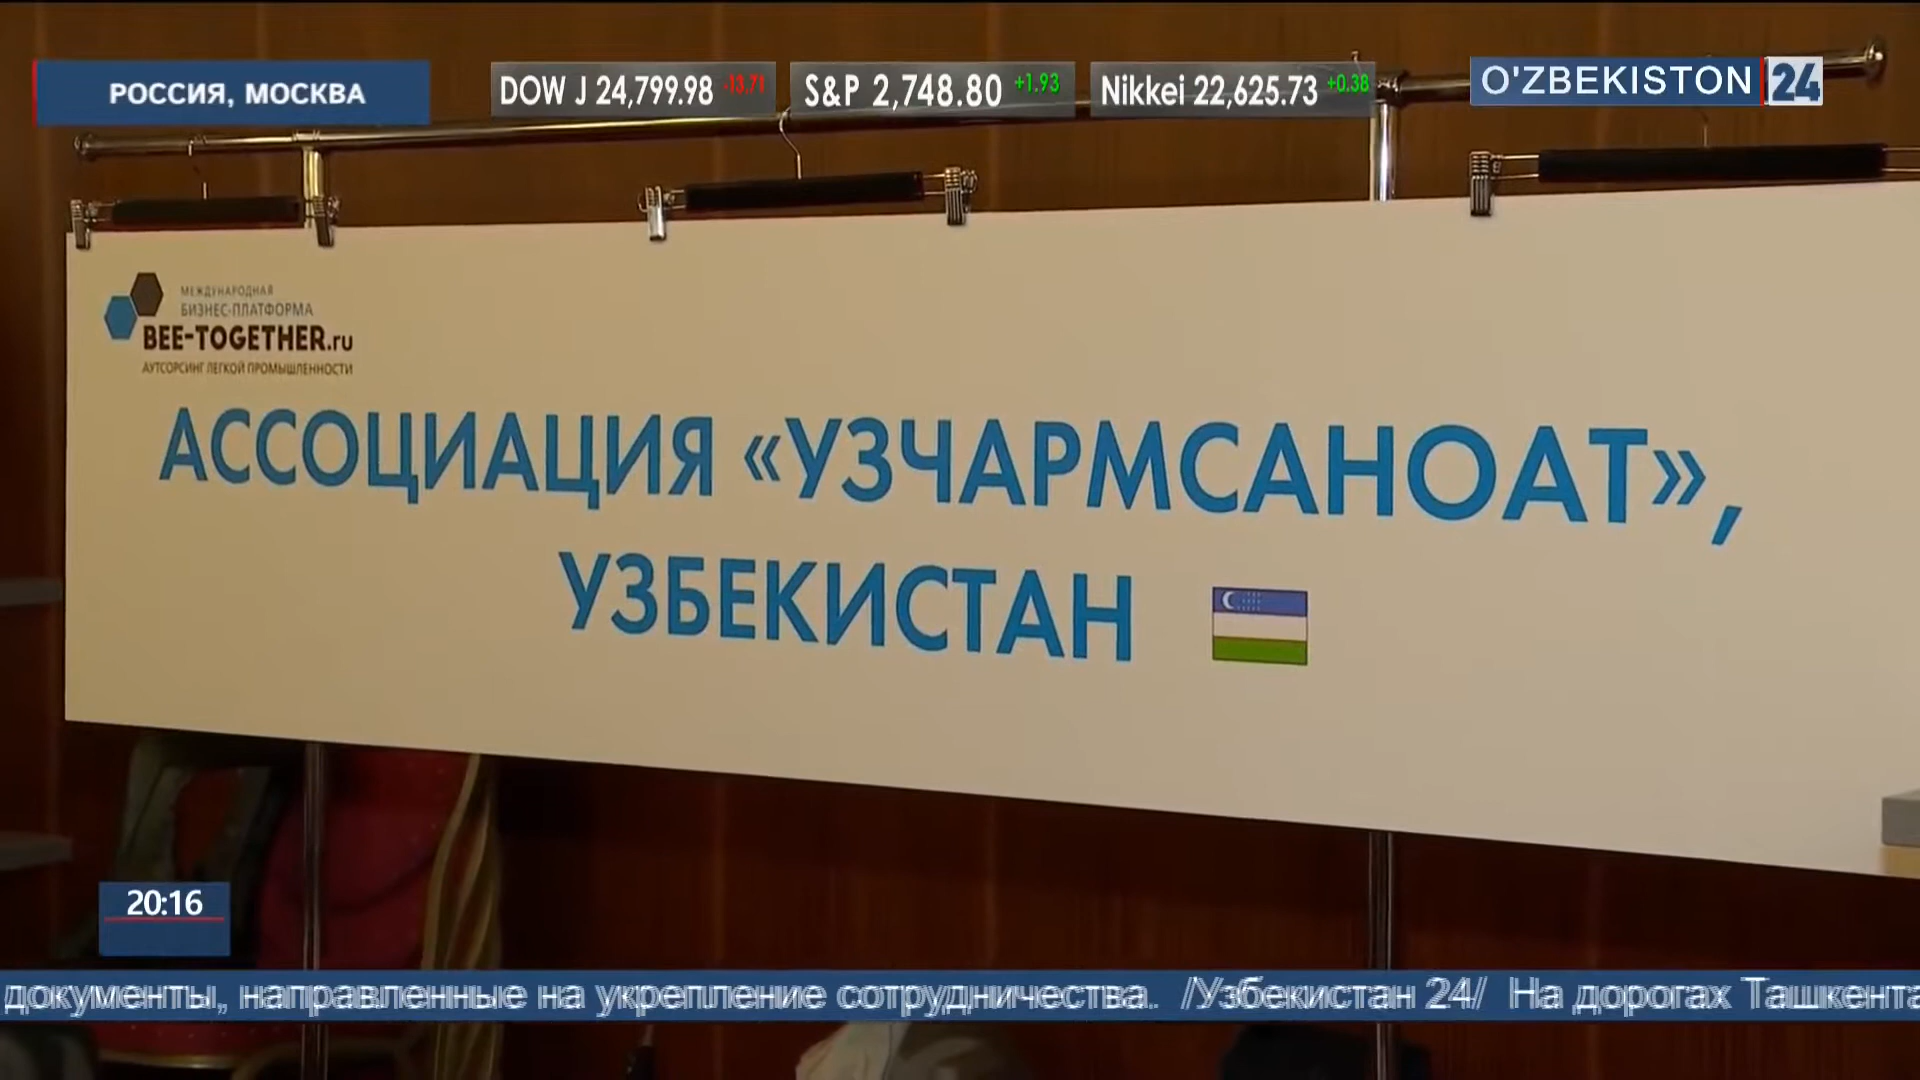 РОССИЯ, МОСКВА
DOW J 24,799.98 -13.71
S&P 2,748.80 +1.93
Nikkei 22,625.73 +0.38
O'ZBEKISTON 24
МЕЖДУНАРОДНАЯ
БИЗНЕС-ПЛАТФОРМА
BEE-TOGETHER.ru
АУТСОРСИНГ ЛЕГКОЙ ПРОМЫШЛЕННОСТИ
АССОЦИАЦИЯ «УЗЧАРМСАНОАТ»,
УЗБЕКИСТАН
20:16
документы, направленные на укрепление сотрудничества. /Узбекистан 24/ На дорогах Ташкента